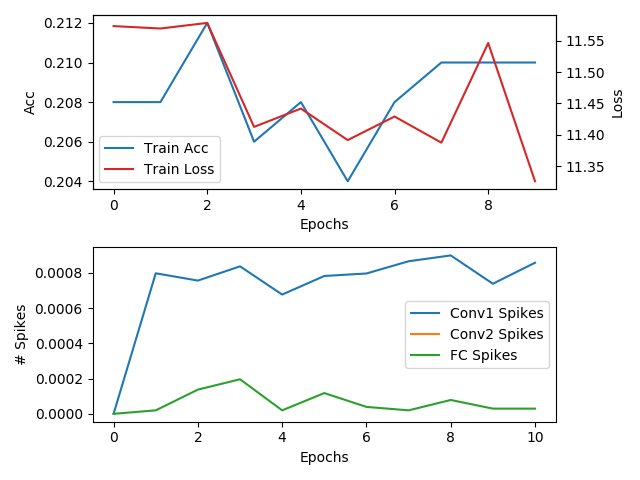 0.212
0.210
0.208
0.206
0.204
Acc
11.55
11.50
11.45
11.40
11.35
Loss
Train Acc
Train Loss
0 2 4 6 8
Epochs
0.0008
0.0006
0.0004
0.0002
0.0000
# Spikes
Conv1 Spikes
Conv2 Spikes
FC Spikes
0 2 4 6 8 10
Epochs